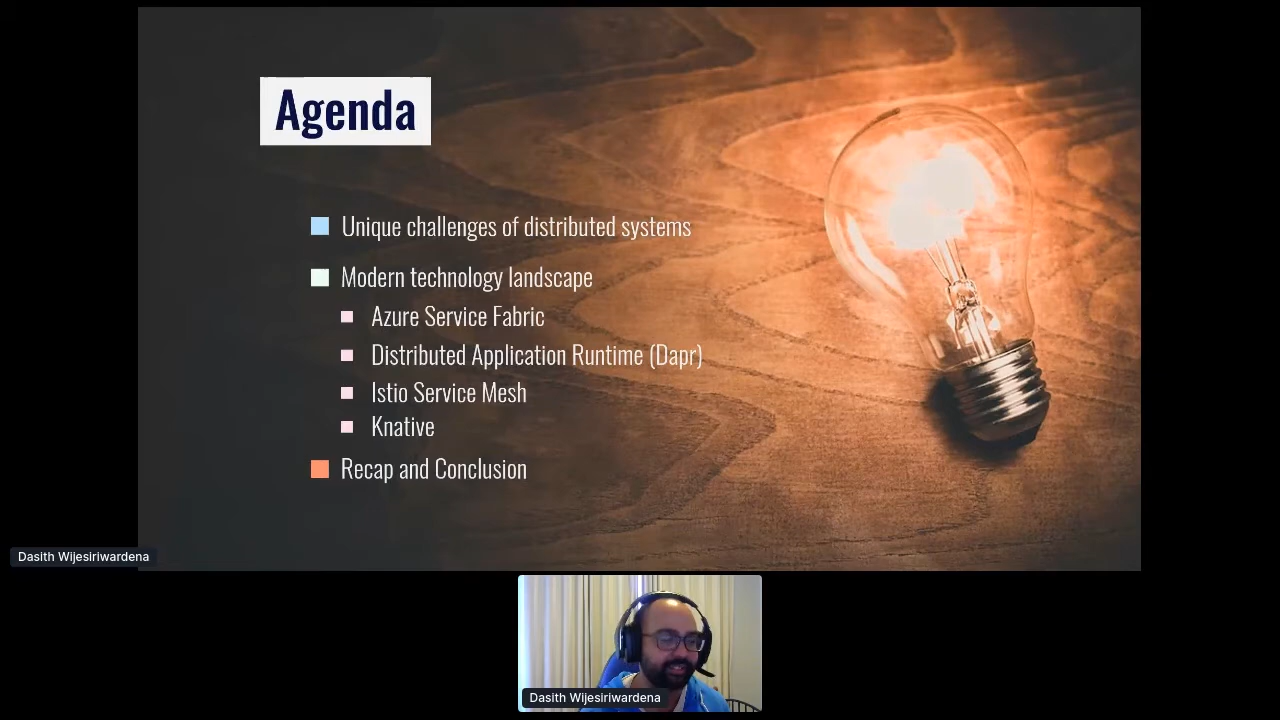 Agenda
Unique challenges of distributed systems
Modern technology landscape
Azure Service Fabric
Distributed Application Runtime (Dapr)
Istio Service Mesh
Knative
Recap and Conclusion
Dasith Wijesiriwardena
Dasith Wijesiriwardena